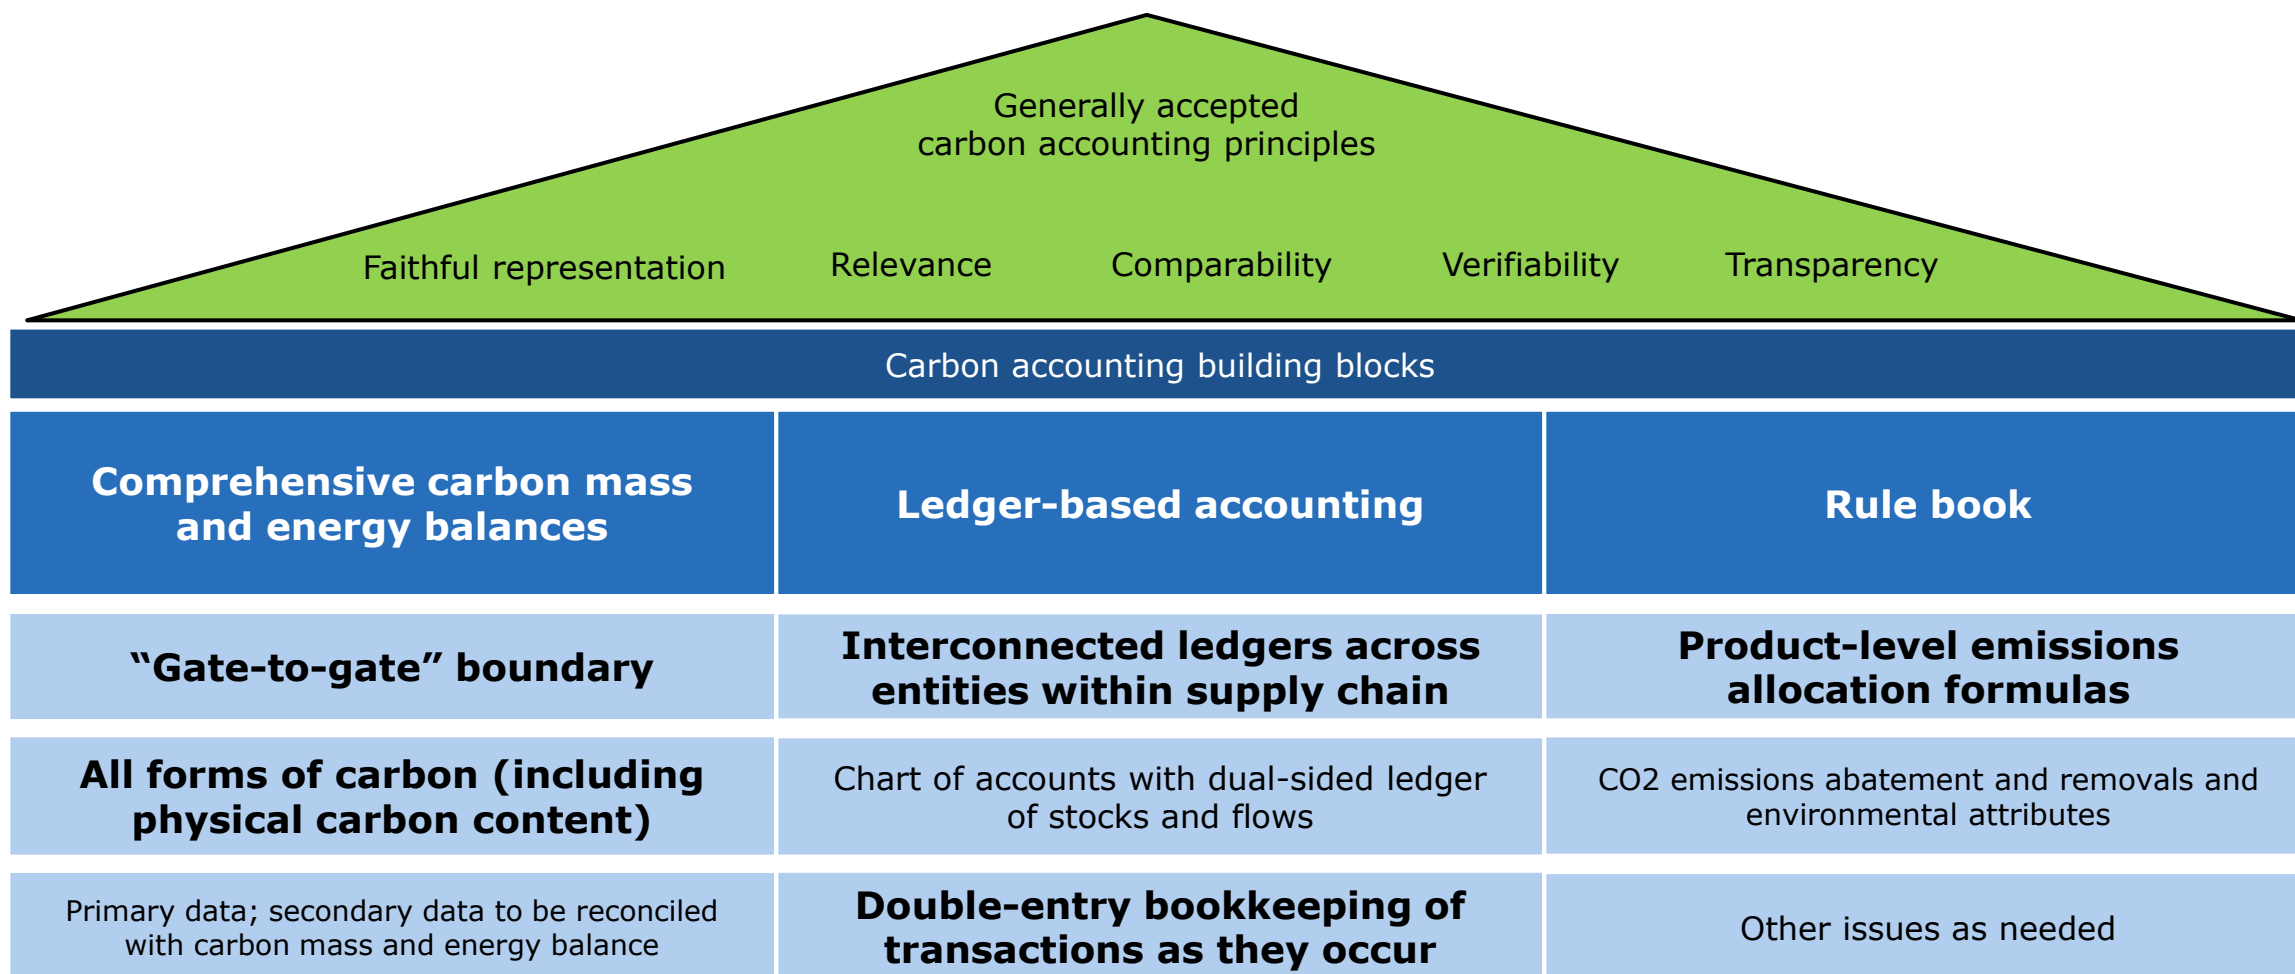 Generally accepted
carbon accounting principles
Faithful representation Relevance Comparability Verifiability Transparency
Carbon accounting building blocks
Comprehensive carbon mass
and energy balances
Ledger-based accounting
Rule book
“Gate-to-gate” boundary
Interconnected ledgers across
entities within supply chain
Product-level emissions
allocation formulas
All forms of carbon (including
physical carbon content)
Chart of accounts with dual-sided ledger
of stocks and flows
CO2 emissions abatement and removals and
environmental attributes
Primary data; secondary data to be reconciled
with carbon mass and energy balance
Double-entry bookkeeping of
transactions as they occur
Other issues as needed